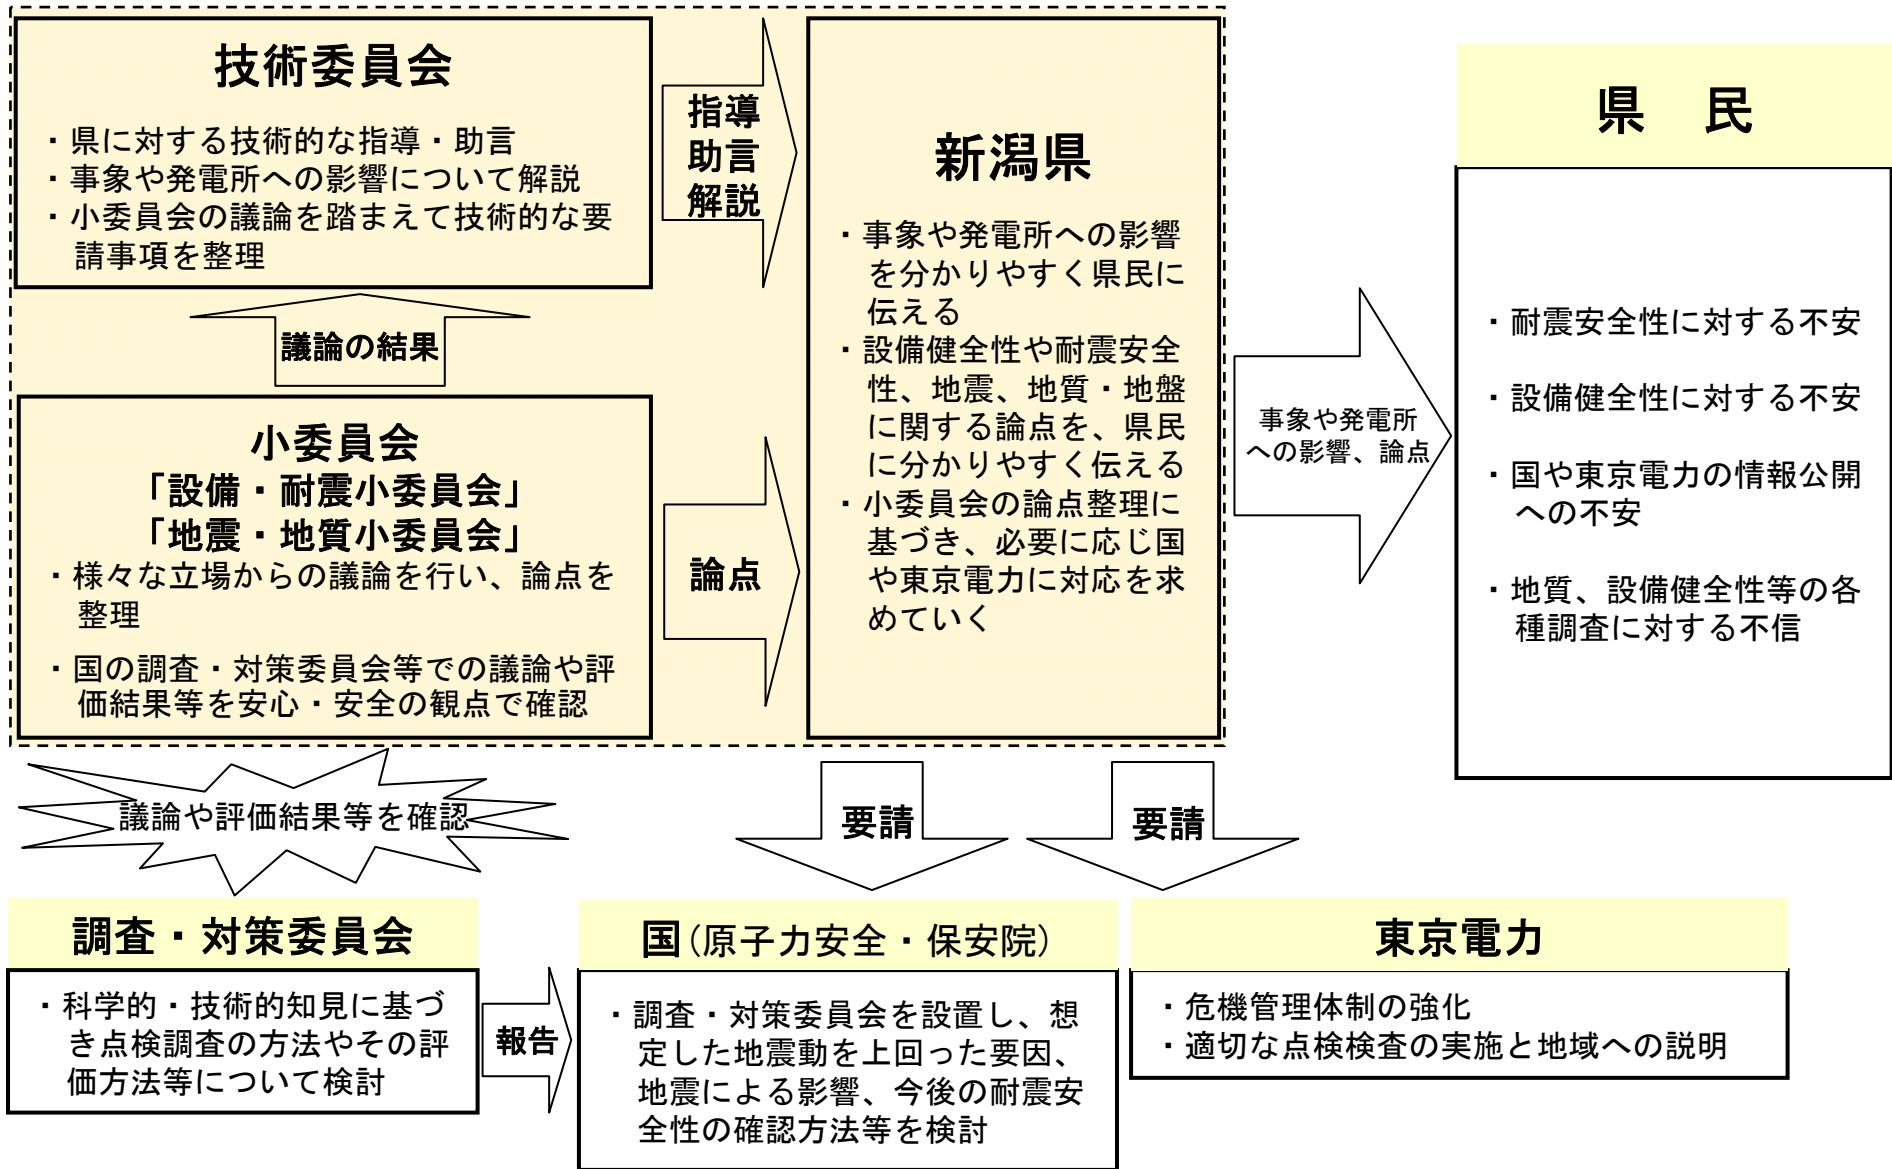 技術委員会
・県に対する技術的な指導・助言
・事象や発電所への影響について解説
・小委員会の議論を踏まえて技術的な要
請事項を整理
指導
助言
解説
議論の結果
小委員会
「設備・耐震小委員会」
「地震・地質小委員会」
・様々な立場からの議論を行い、論点を
整理
・国の調査・対策委員会等での議論や評
価結果等を安心・安全の観点で確認
論点
新潟県
・事象や発電所への影響
を分かりやすく県民に
伝える
・設備健全性や耐震安全
性、地震、地質・地盤
に関する論点を、県民
に分かりやすく伝える
・小委員会の論点整理に
基づき、必要に応じ国
や東京電力に対応を求
めていく
事象や発電所
への影響、論点
県　民
・耐震安全性に対する不安
・設備健全性に対する不安
・国や東京電力の情報公開
への不安
・地質、設備健全性等の各
種調査に対する不信
議論や評価結果等を確認
要請
要請
調査・対策委員会
・科学的・技術的知見に基づ
き点検調査の方法やその評
価方法等について検討
報告
国(原子力安全・保安院)
・調査・対策委員会を設置し、想
定した地震動を上回った要因、
地震による影響、今後の耐震安
全性の確認方法等を検討
東京電力
・危機管理体制の強化
・適切な点検検査の実施と地域への説明